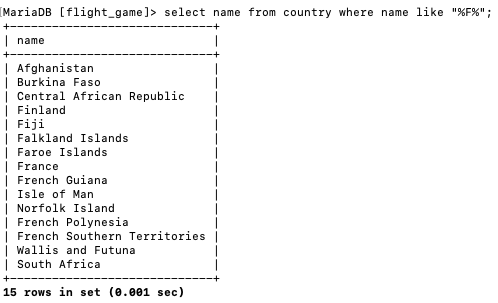 [MariaDB [flight_game]> select name from country where name like "%F%";
+---------------------------+
| name                      |
+---------------------------+
| Afghanistan               |
| Burkina Faso              |
| Central African Republic  |
| Finland                   |
| Fiji                      |
| Falkland Islands          |
| Faroe Islands             |
| France                    |
| French Guiana             |
| Isle of Man               |
| Norfolk Island            |
| French Polynesia          |
| French Southern Territories |
| Wallis and Futuna         |
| South Africa              |
+---------------------------+
15 rows in set (0.001 sec)